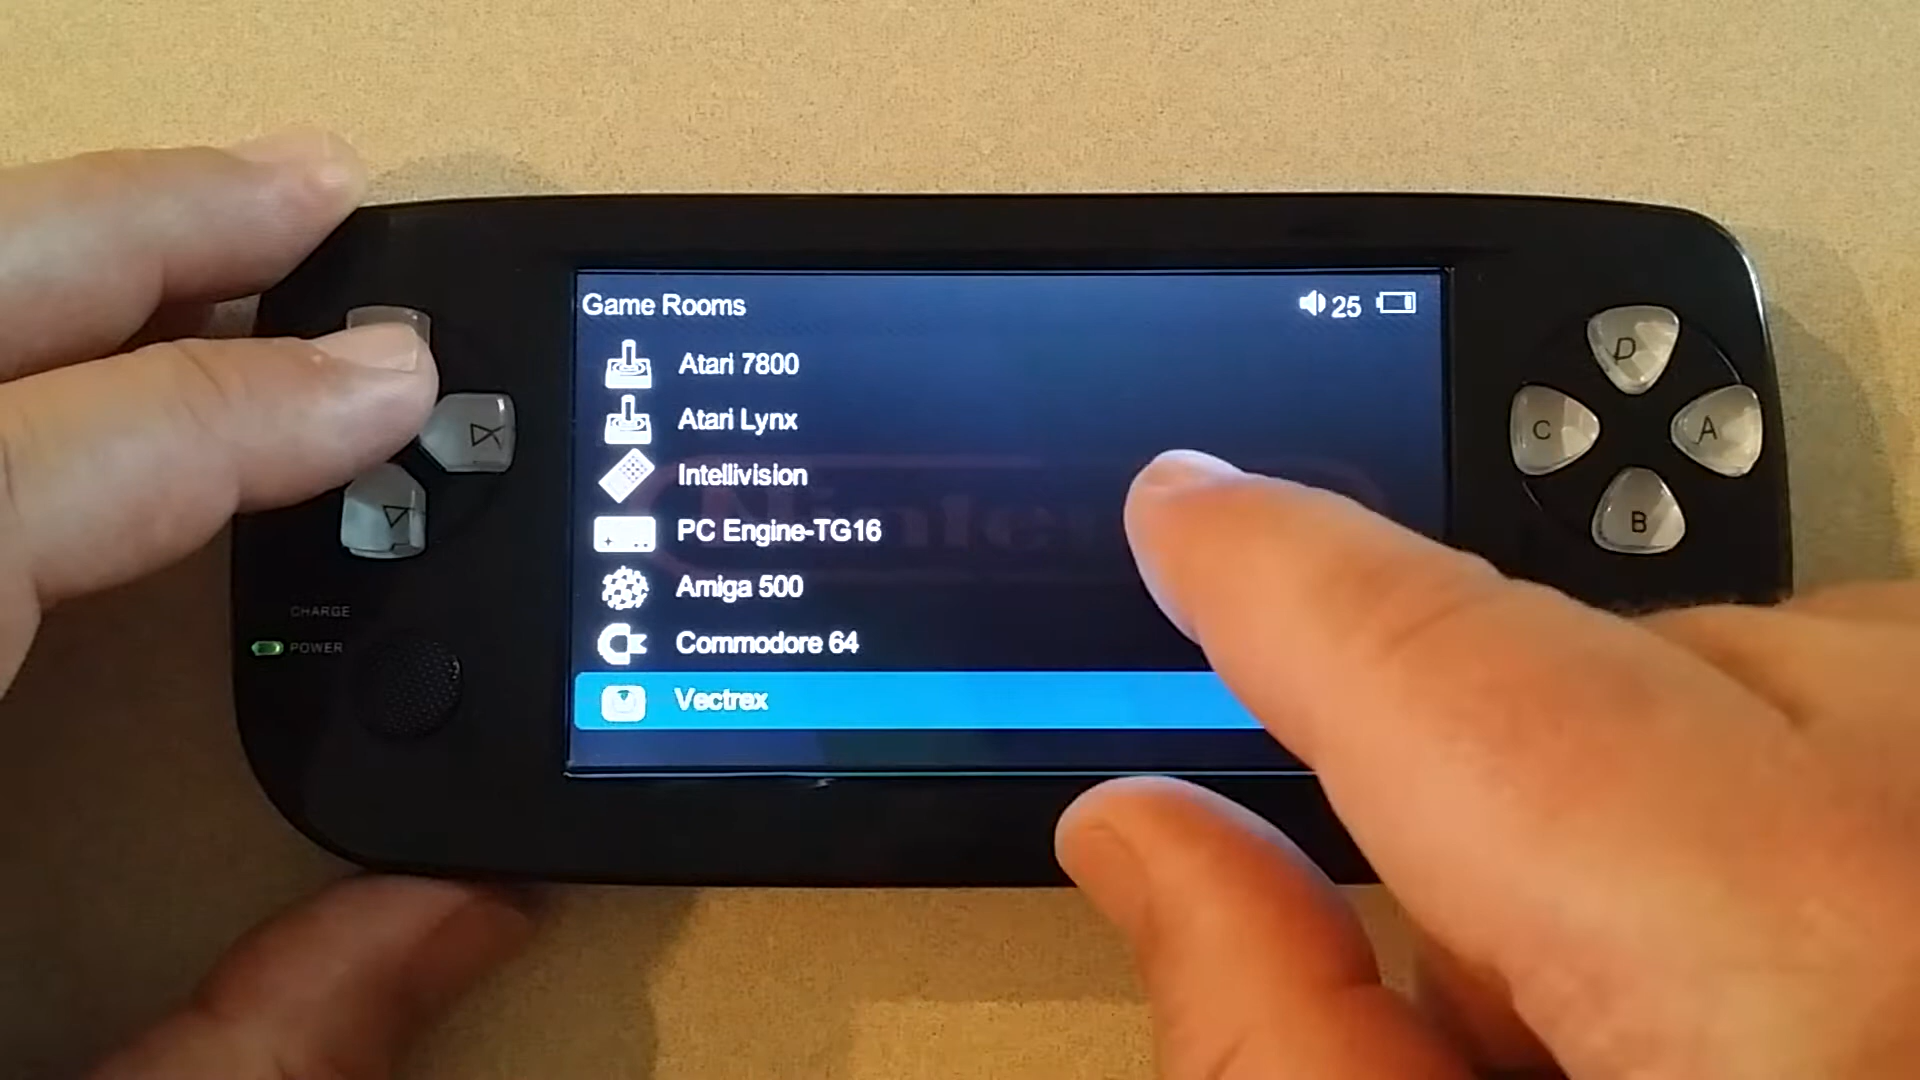 Game Rooms 25
Atari 7800
Atari Lynx
Intellivision
PC Engine-TG16
Amiga 500
Commodore 64
Vectrex
CHARGE
POWER
D
C
A
B